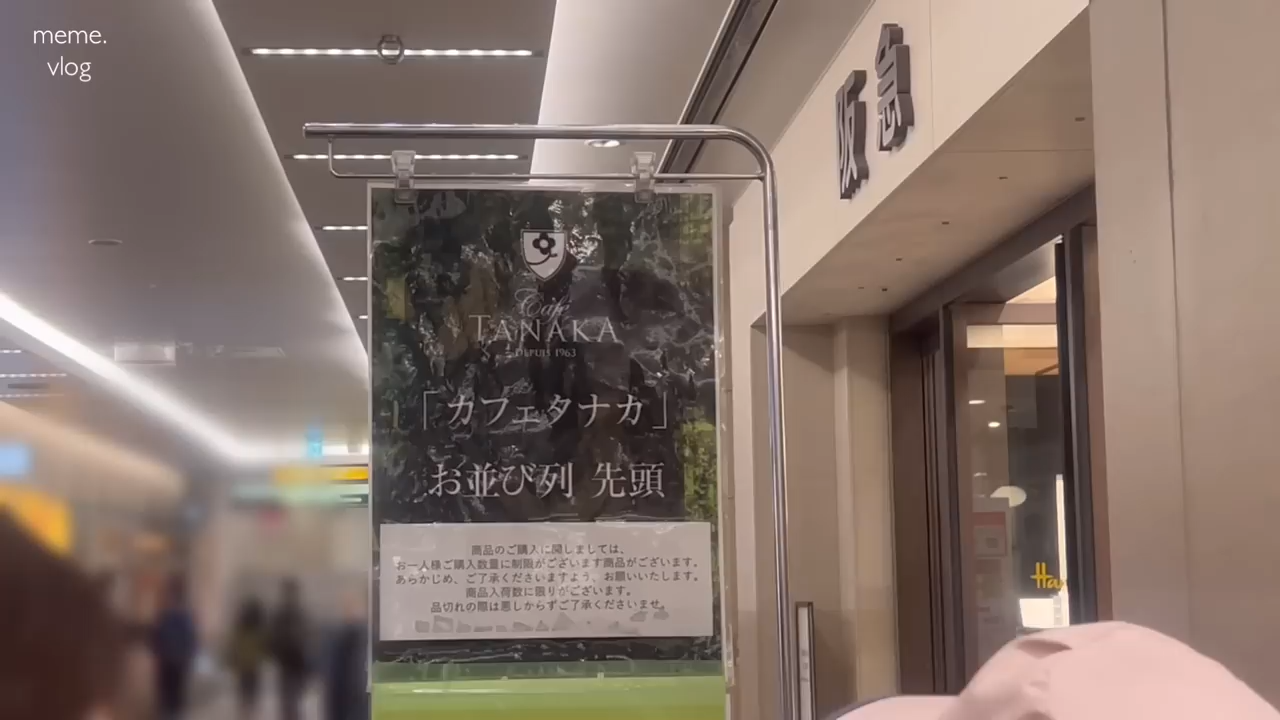 meme.
vlog
阪急
Café
TANAKA
DEPUIS 1963
「カフェタナカ」
お並び列 先頭
商品のご購入に関しましては、
お一人様ご購入数量に制限がございます商品がございます。
あらかじめ、ご了承くださいますよう、お願いいたします。
商品入荷数に限りがございます。
品切れの際は悪しからずご了承くださいませ。